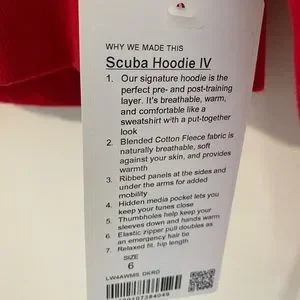 WHY WE MADE THIS
Scuba Hoodie IV
1. Our signature hoodie is the
perfect pre- and post-training
layer. It's breathable, warm,
and comfortable like a
sweatshirt with a put-together
look
2. Blended Cotton Fleece fabric is
naturally breathable, soft
against your skin, and provides
warmth
3. Ribbed panels at the sides and
under the arms for added
mobility
4. Hidden media pocket lets you
keep your tunes close
5. Thumbholes help keep your
sleeves down and hands warm
6. Elastic zipper pull doubles as
an emergency hair tie
7. Relaxed fit, hip length
SIZE
6
LW4AWMS DKRD